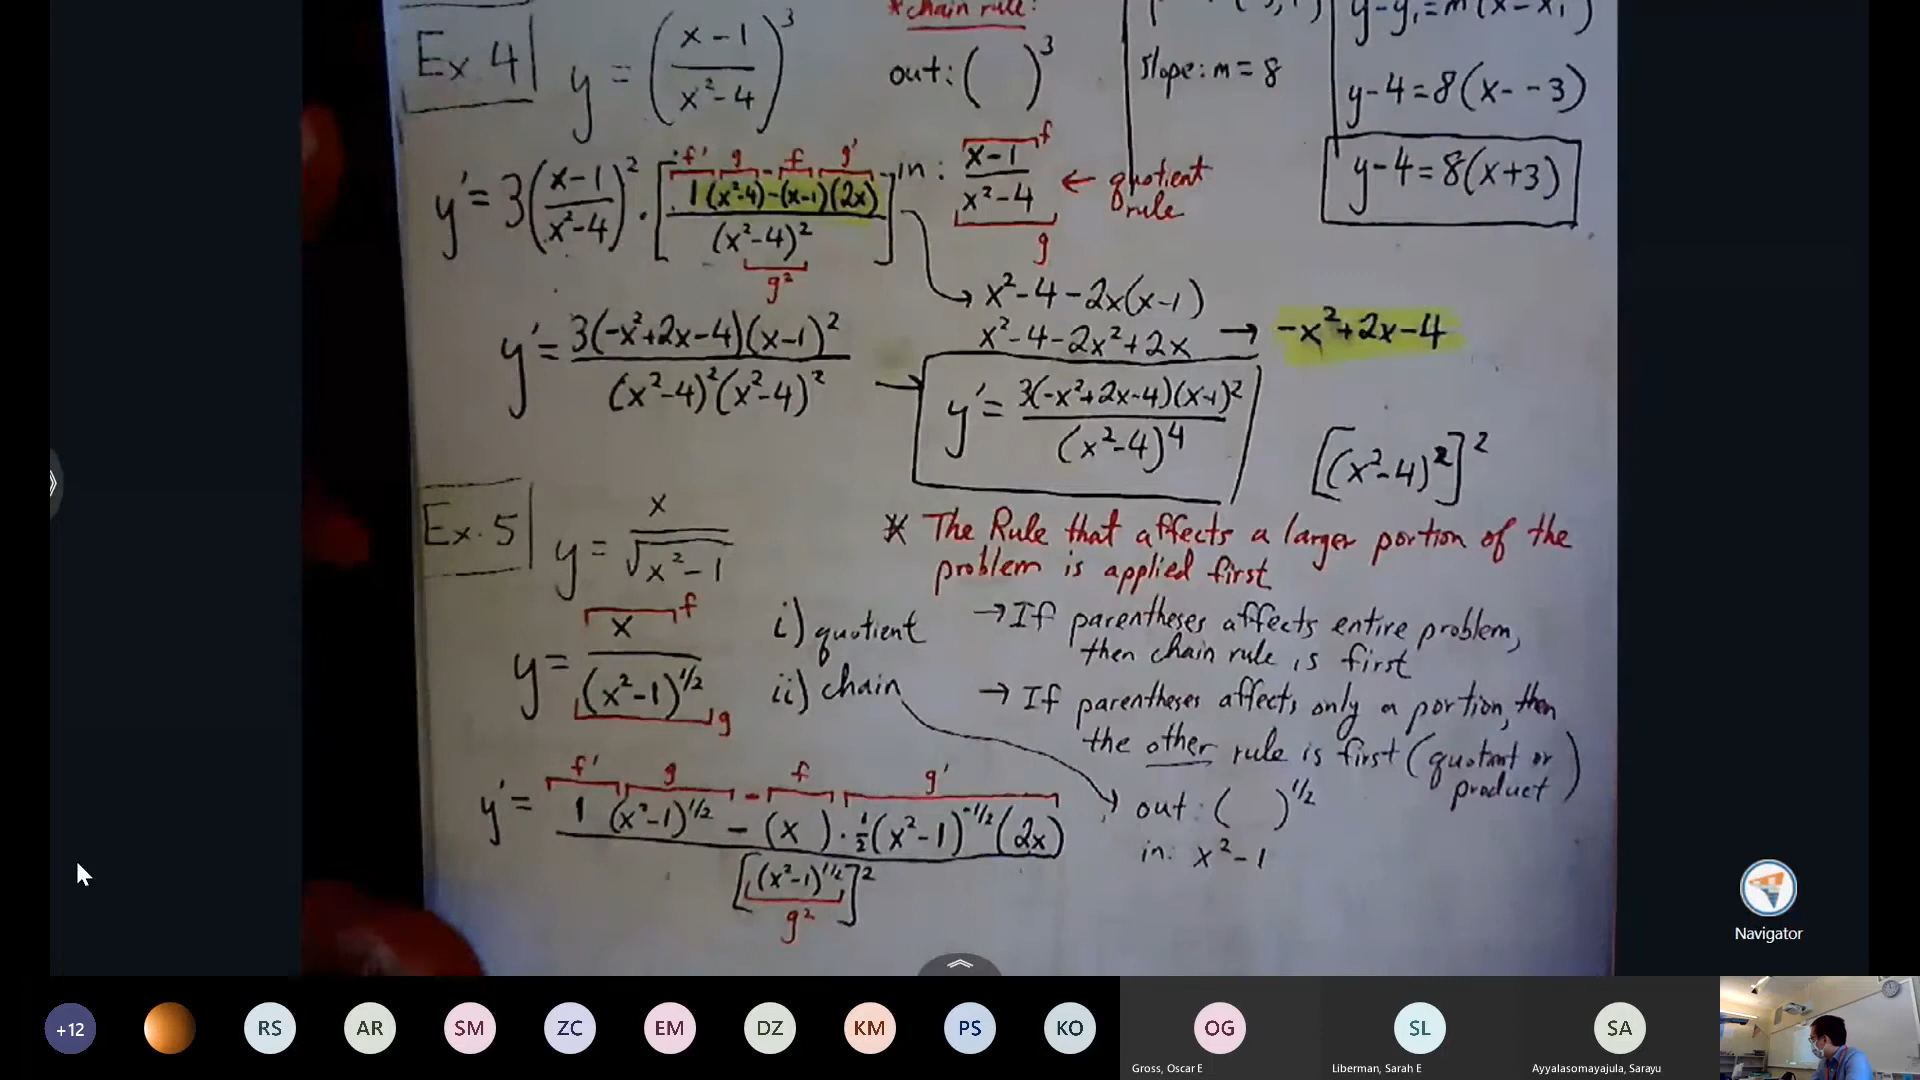 * chain rule:
Ex. 4
y = ((x-1)/(x²-4))³
out: ( )³
slope: m = 8
y-y₁=m(x-x₁)
y-4=8(x--3)
y-4=8(x+3)
f' g - f g'
y' = 3((x-1)/(x²-4))² · [(1(x²-4)-(x-1)(2x))/(x²-4)²]
g²
in: (x-1)/(x²-4)
f
g
← quotient
rule
→ x²-4-2x(x-1)
x²-4-2x²+2x → -x²+2x-4
y' = 3(-x²+2x-4)(x-1)²/((x²-4)²(x²-4)²)
→ y' = 3(-x²+2x-4)(x-1)²/(x²-4)⁴
[(x²-4)²]²
Ex. 5
y = x/√(x²-1)
* The Rule that affects a larger portion of the
problem is applied first
y = x/(x²-1)^1/2
f
g
i) quotient
ii) chain
→ If parentheses affects entire problem,
then chain rule is first
→ If parentheses affects only a portion, then
the other rule is first (quotient or
product)
f' g - f g'
y' = (1(x²-1)^1/2 - (x)·½(x²-1)^-1/2(2x))/[(x²-1)^1/2]²
g²
out: ( )^1/2
in: x²-1
Navigator
+12
RS
AR
SM
ZC
EM
DZ
KM
PS
KO
OG
SL
SA
Gross, Oscar E
Liberman, Sarah E
Ayyalasomayajula, Sarayu